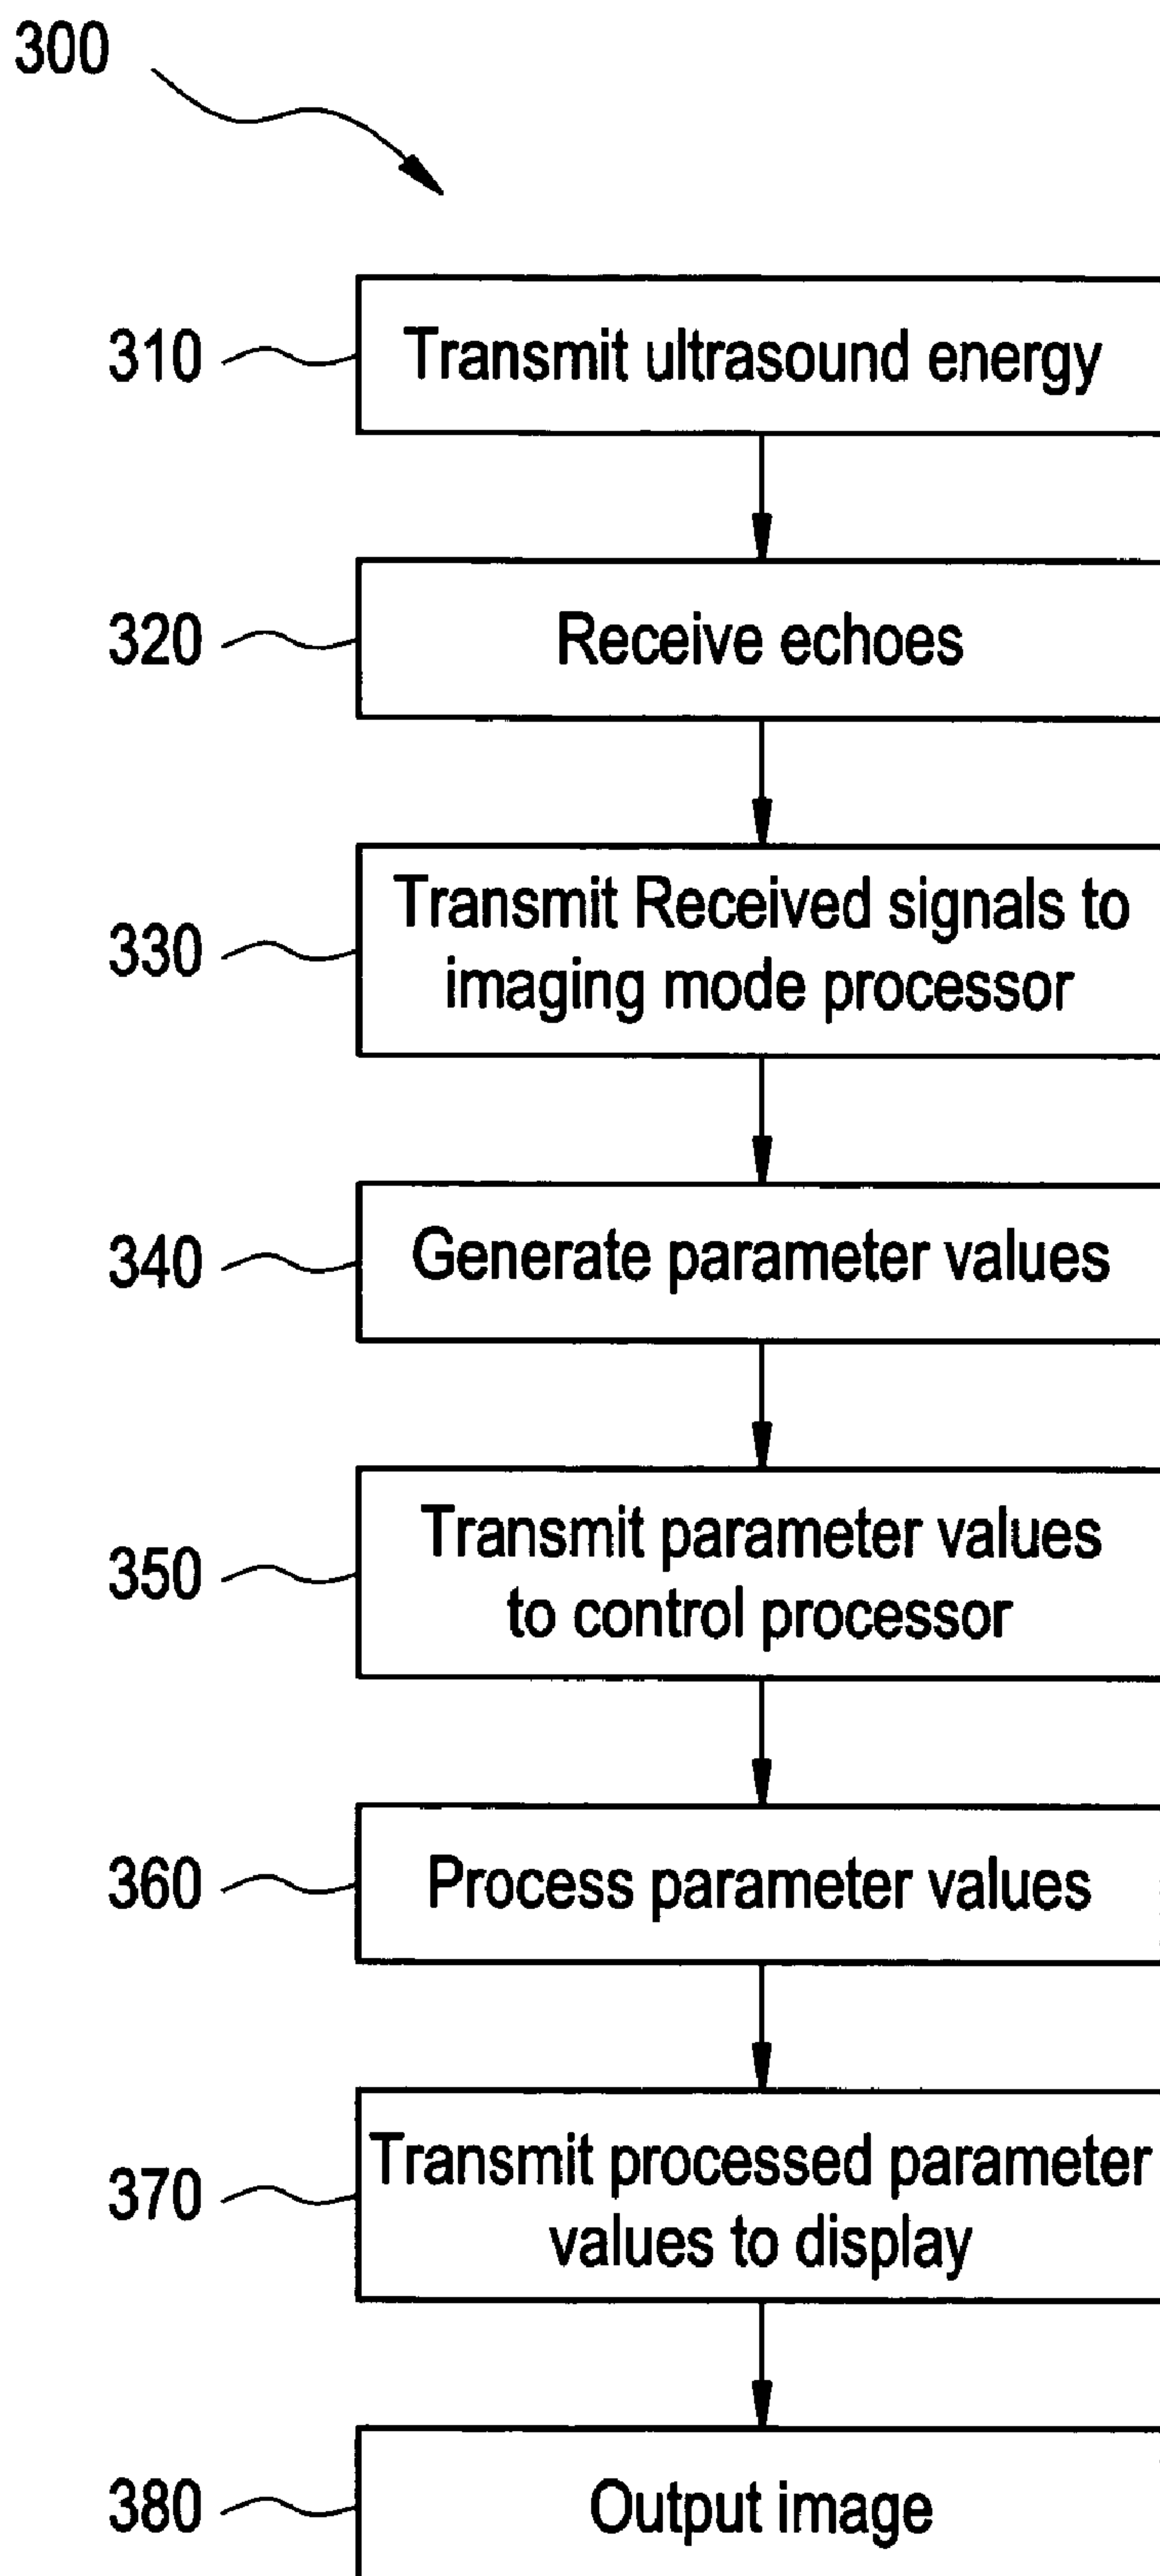 300
310
Transmit ultrasound energy
320
Receive echoes
330
Transmit Received signals to
imaging mode processor
340
Generate parameter values
350
Transmit parameter values
to control processor
360
Process parameter values
370
Transmit processed parameter
values to display
380
Output image